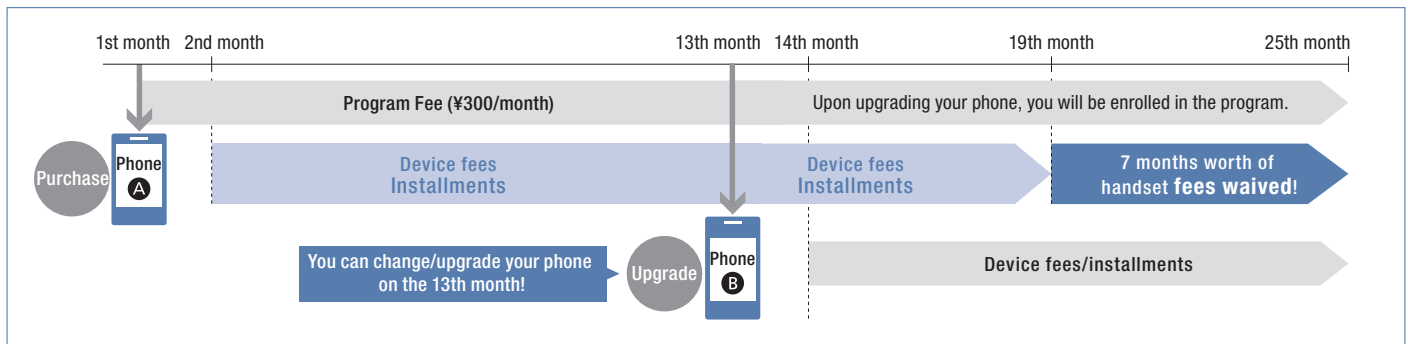 1st month 2nd month 13th month 14th month 19th month 25th month
Program Fee (¥300/month) Upon upgrading your phone, you will be enrolled in the program.
Purchase
Phone
A
Device fees
Installments
Device fees
Installments
7 months worth of
handset fees waived!
You can change/upgrade your phone
on the 13th month!
Upgrade
Phone
B
Device fees/installments